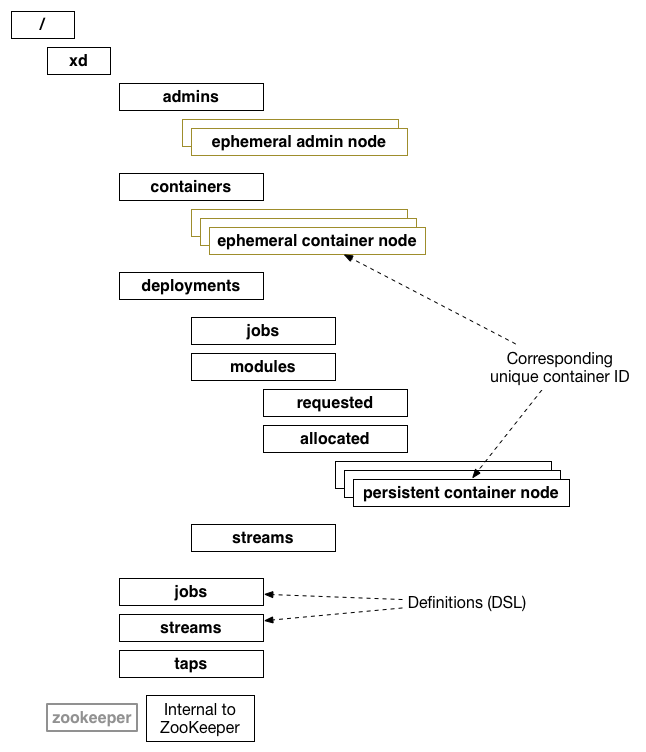 /
xd
admins
ephemeral admin node
containers
ephemeral container node
deployments
jobs
modules
Corresponding
unique container ID
requested
allocated
persistent container node
streams
jobs
Definitions (DSL)
streams
taps
zookeeper
Internal to
ZooKeeper